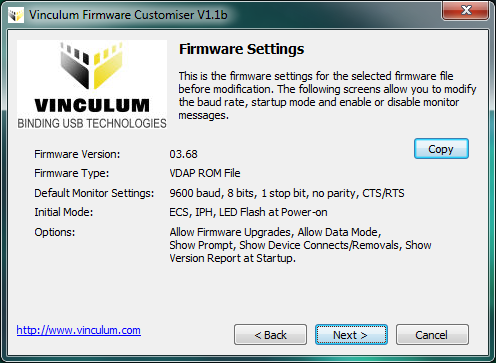 Vinculum Firmware Customiser V1.1b
Firmware Settings
This is the firmware settings for the selected firmware file
before modification. The following screens allow you to modify
the baud rate, startup mode and enable or disable monitor
messages.
VINCULUM
BINDING USB TECHNOLOGIES
Copy
Firmware Version: 03.68
Firmware Type: VDAP ROM File
Default Monitor Settings: 9600 baud, 8 bits, 1 stop bit, no parity, CTS/RTS
Initial Mode: ECS, IPH, LED Flash at Power-on
Options: Allow Firmware Upgrades, Allow Data Mode,
Show Prompt, Show Device Connects/Removals, Show
Version Report at Startup.
http://www.vinculum.com
< Back Next > Cancel